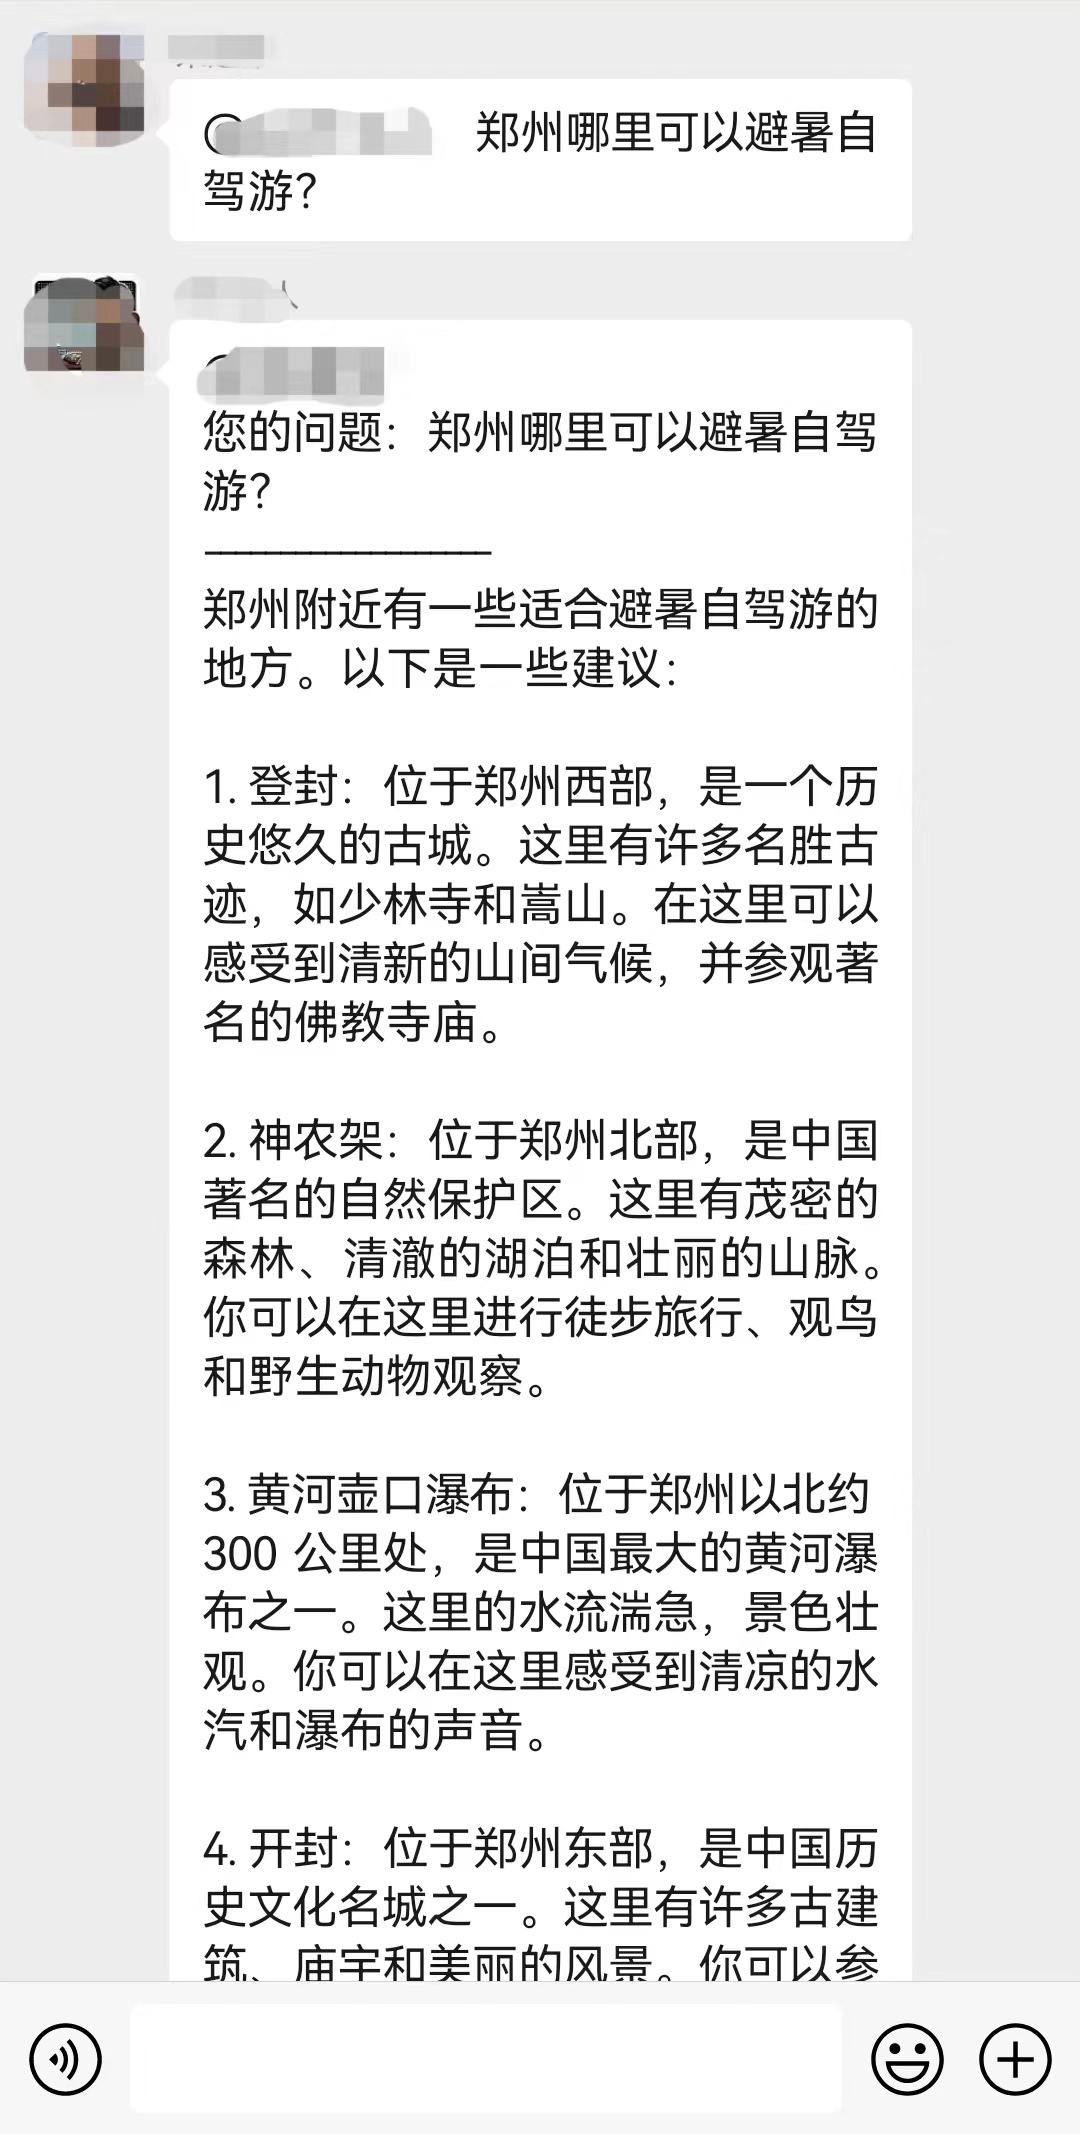 郑州哪里可以避暑自
驾游？
您的问题：郑州哪里可以避暑自驾
游？
———————————
郑州附近有一些适合避暑自驾游的
地方。以下是一些建议：
1. 登封：位于郑州西部，是一个历
史悠久的古城。这里有许多名胜古
迹，如少林寺和嵩山。在这里可以
感受到清新的山间气候，并参观著
名的佛教寺庙。
2. 神农架：位于郑州北部，是中国
著名的自然保护区。这里有茂密的
森林、清澈的湖泊和壮丽的山脉。
你可以在这里进行徒步旅行、观鸟
和野生动物观察。
3. 黄河壶口瀑布：位于郑州以北约
300 公里处，是中国最大的黄河瀑
布之一。这里的水流湍急，景色壮
观。你可以在这里感受到清凉的水
汽和瀑布的声音。
4. 开封：位于郑州东部，是中国历
史文化名城之一。这里有许多古建
筑、庙宇和美丽的风景。你可以参